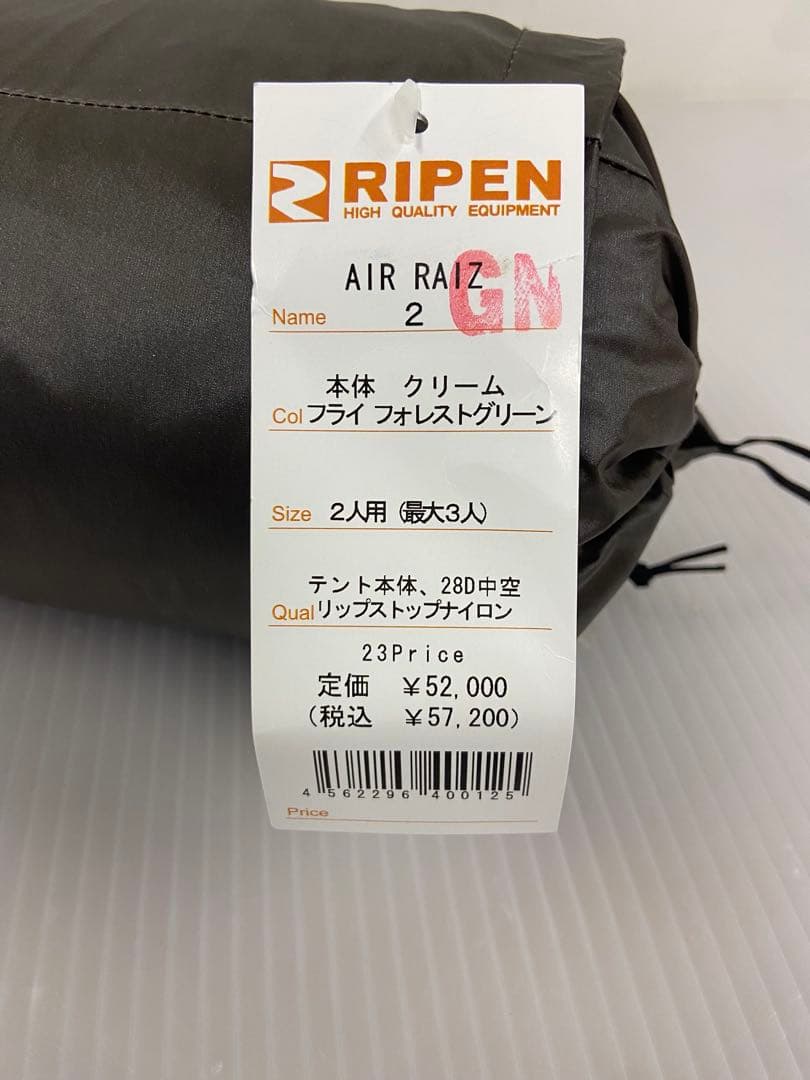 RIPEN
HIGH QUALITY EQUIPMENT
AIR RAIZ GN
Name 2
本体 クリーム
Col フライ フォレストグリーン
Size 2人用（最大3人）
テント本体、28D中空
Qual リップストップナイロン
23Price
定価 ￥52,000
（税込 ￥57,200）
4 562296 400125
Price